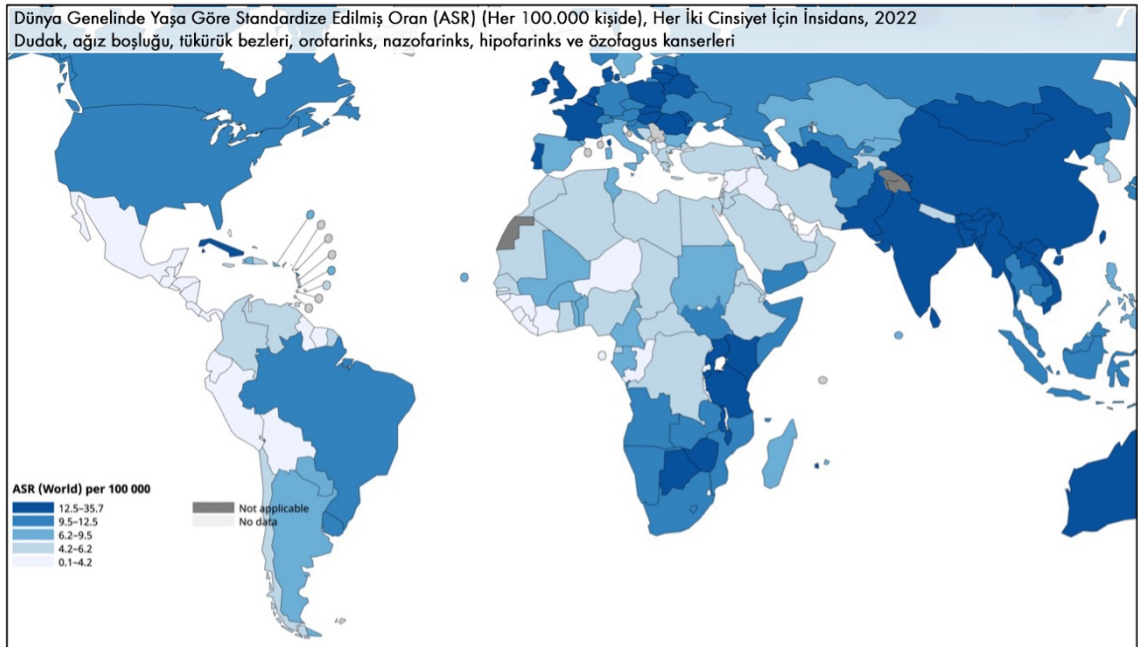 Dünya Genelinde Yaşa Göre Standardize Edilmiş Oran (ASR) (Her 100.000 kişide), Her İki Cinsiyet İçin İnsidans, 2022
Dudak, ağız boşluğu, tükürük bezleri, orofarinks, nazofarinks, hipofarinks ve özofagus kanserleri
ASR (World) per 100 000
12.5–35.7
9.5–12.5
6.2–9.5
4.2–6.2
0.1–4.2
Not applicable
No data